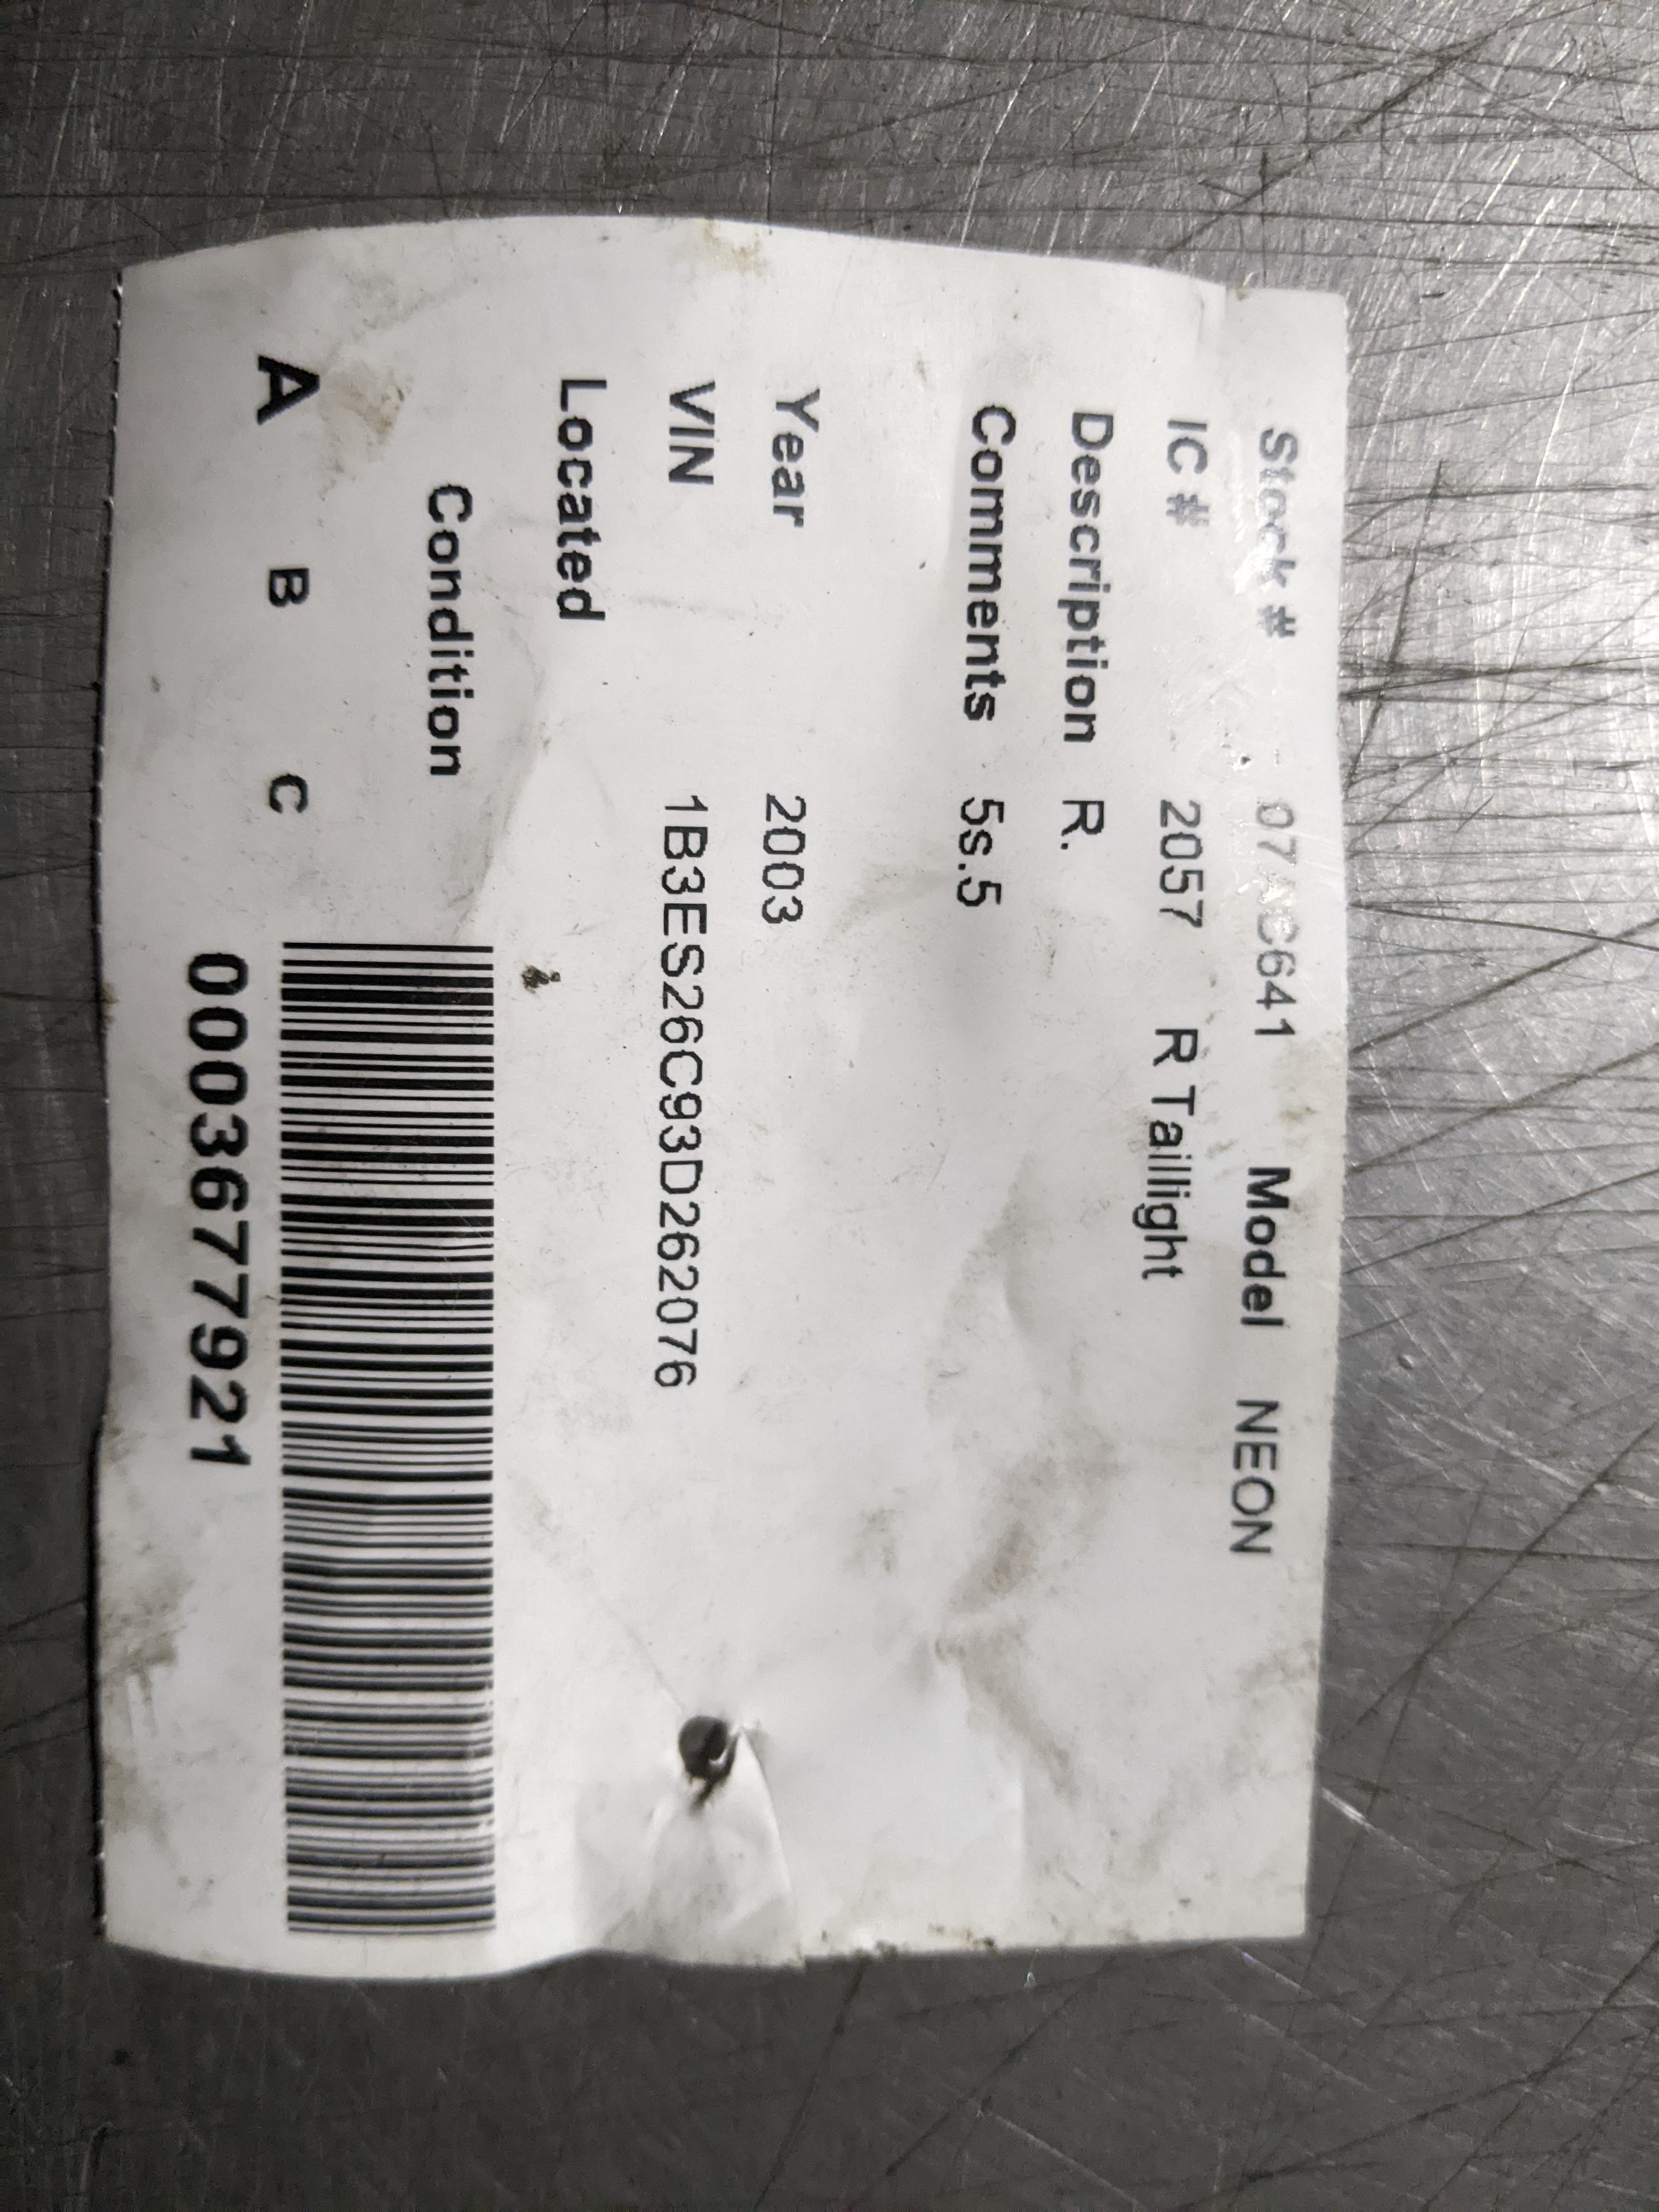 Stock # Model NEON
IC # 2057 R Taillight
Description R.
Comments 5s.5
Year 2003
VIN 1B3ES26C93D262076
Located
Condition
A B C
0003677921